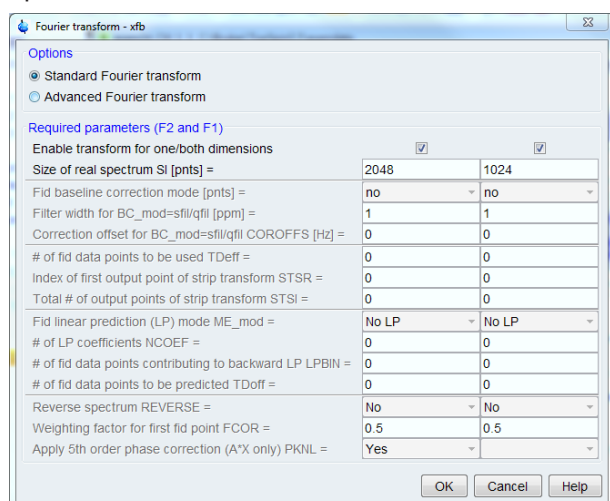 Fourier transform - xfb
Options
Standard Fourier transform
Advanced Fourier transform
Required parameters (F2 and F1)
Enable transform for one/both dimensions
Size of real spectrum SI [pnts] = 2048 1024
Fid baseline correction mode [pnts] = no no
Filter width for BC_mod=sfil/qfil [ppm] = 1 1
Correction offset for BC_mod=sfil/qfil COROFFS [Hz] = 0 0
# of fid data points to be used TDeff = 0 0
Index of first output point of strip transform STSR = 0 0
Total # of output points of strip transform STSI = 0 0
Fid linear prediction (LP) mode ME_mod = No LP No LP
# of LP coefficients NCOEF = 0 0
# of fid data points contributing to backward LP LPBIN = 0 0
# of fid data points to be predicted TDoff = 0 0
Reverse spectrum REVERSE = No No
Weighting factor for first fid point FCOR = 0.5 0.5
Apply 5th order phase correction (A*X only) PKNL = Yes
OK Cancel Help